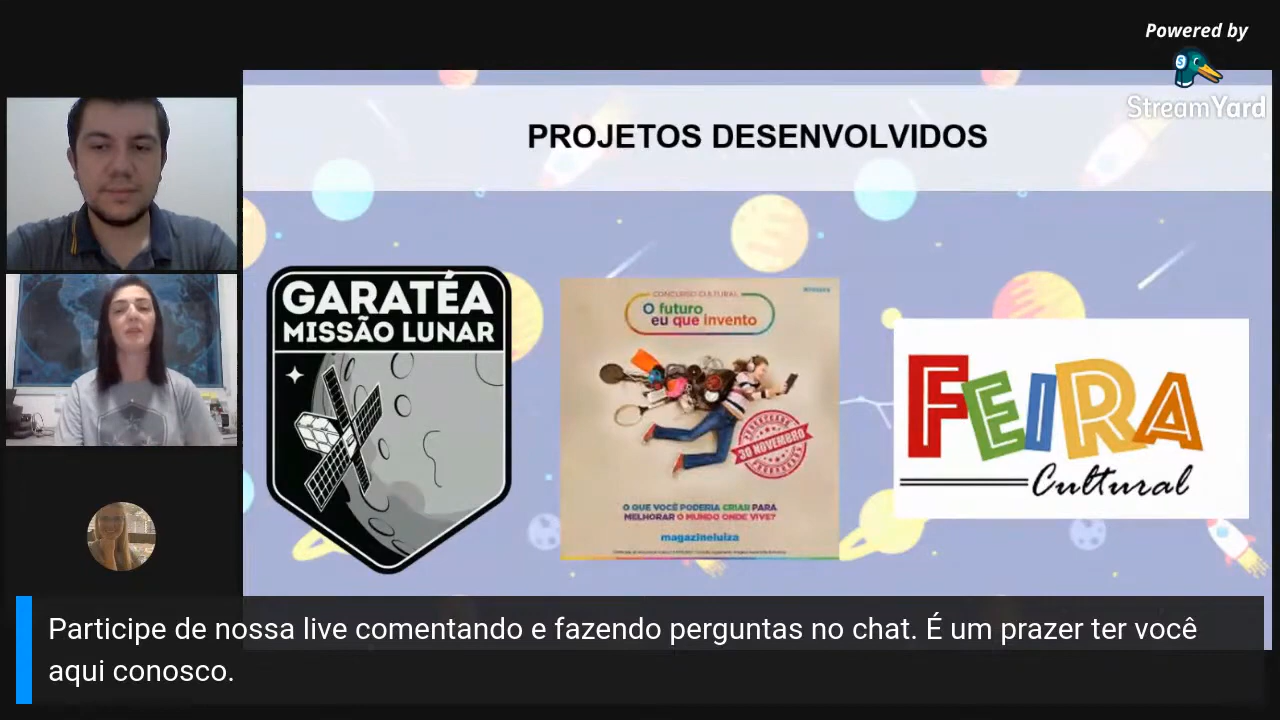 Powered by
StreamYard
PROJETOS DESENVOLVIDOS
GARATÉA
MISSÃO LUNAR
CONCURSO CULTURAL
O futuro
eu que invento
30 NOVEMBRO
O QUE VOCÊ PODERIA CRIAR PARA
MELHORAR O MUNDO ONDE VIVE?
magazineluiza
FEIRA
Cultural
Participe de nossa live comentando e fazendo perguntas no chat. É um prazer ter você
aqui conosco.